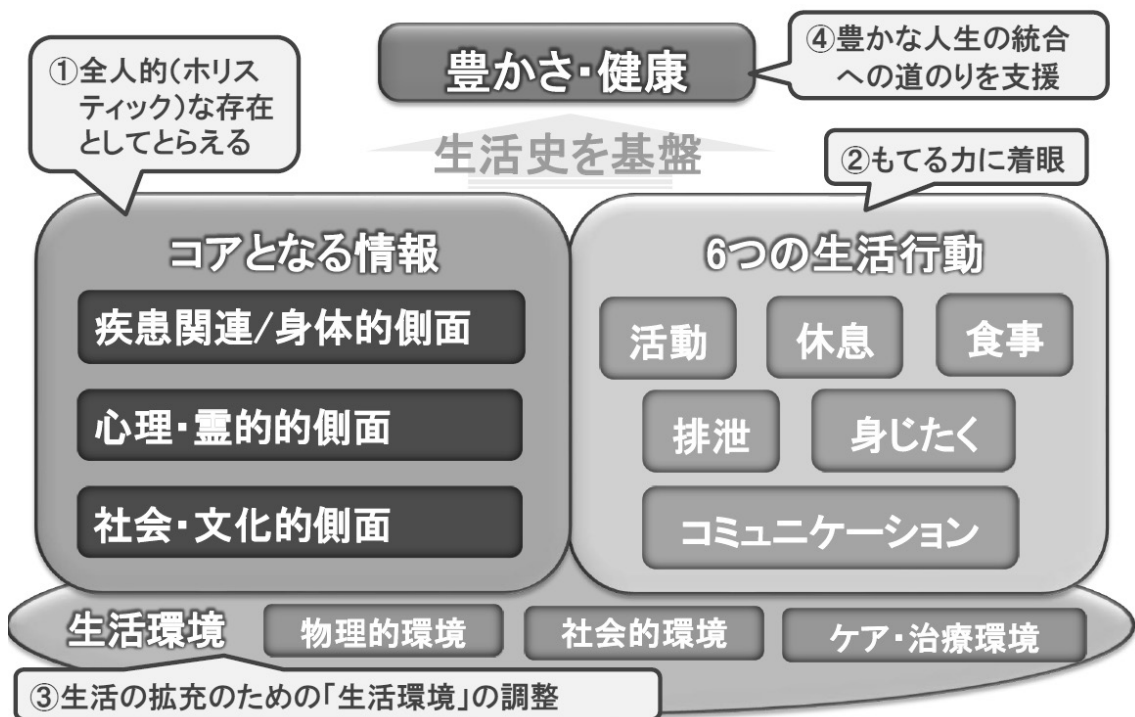 ①全人的(ホリス
ティック)な存在
としてとらえる
豊かさ・健康
④豊かな人生の統合
への道のりを支援
生活史を基盤
②もてる力に着眼
コアとなる情報
疾患関連/身体的側面
心理・霊的的側面
社会・文化的側面
6つの生活行動
活動
休息
食事
排泄
身じたく
コミュニケーション
生活環境
物理的環境
社会的環境
ケア・治療環境
③生活の拡充のための「生活環境」の調整